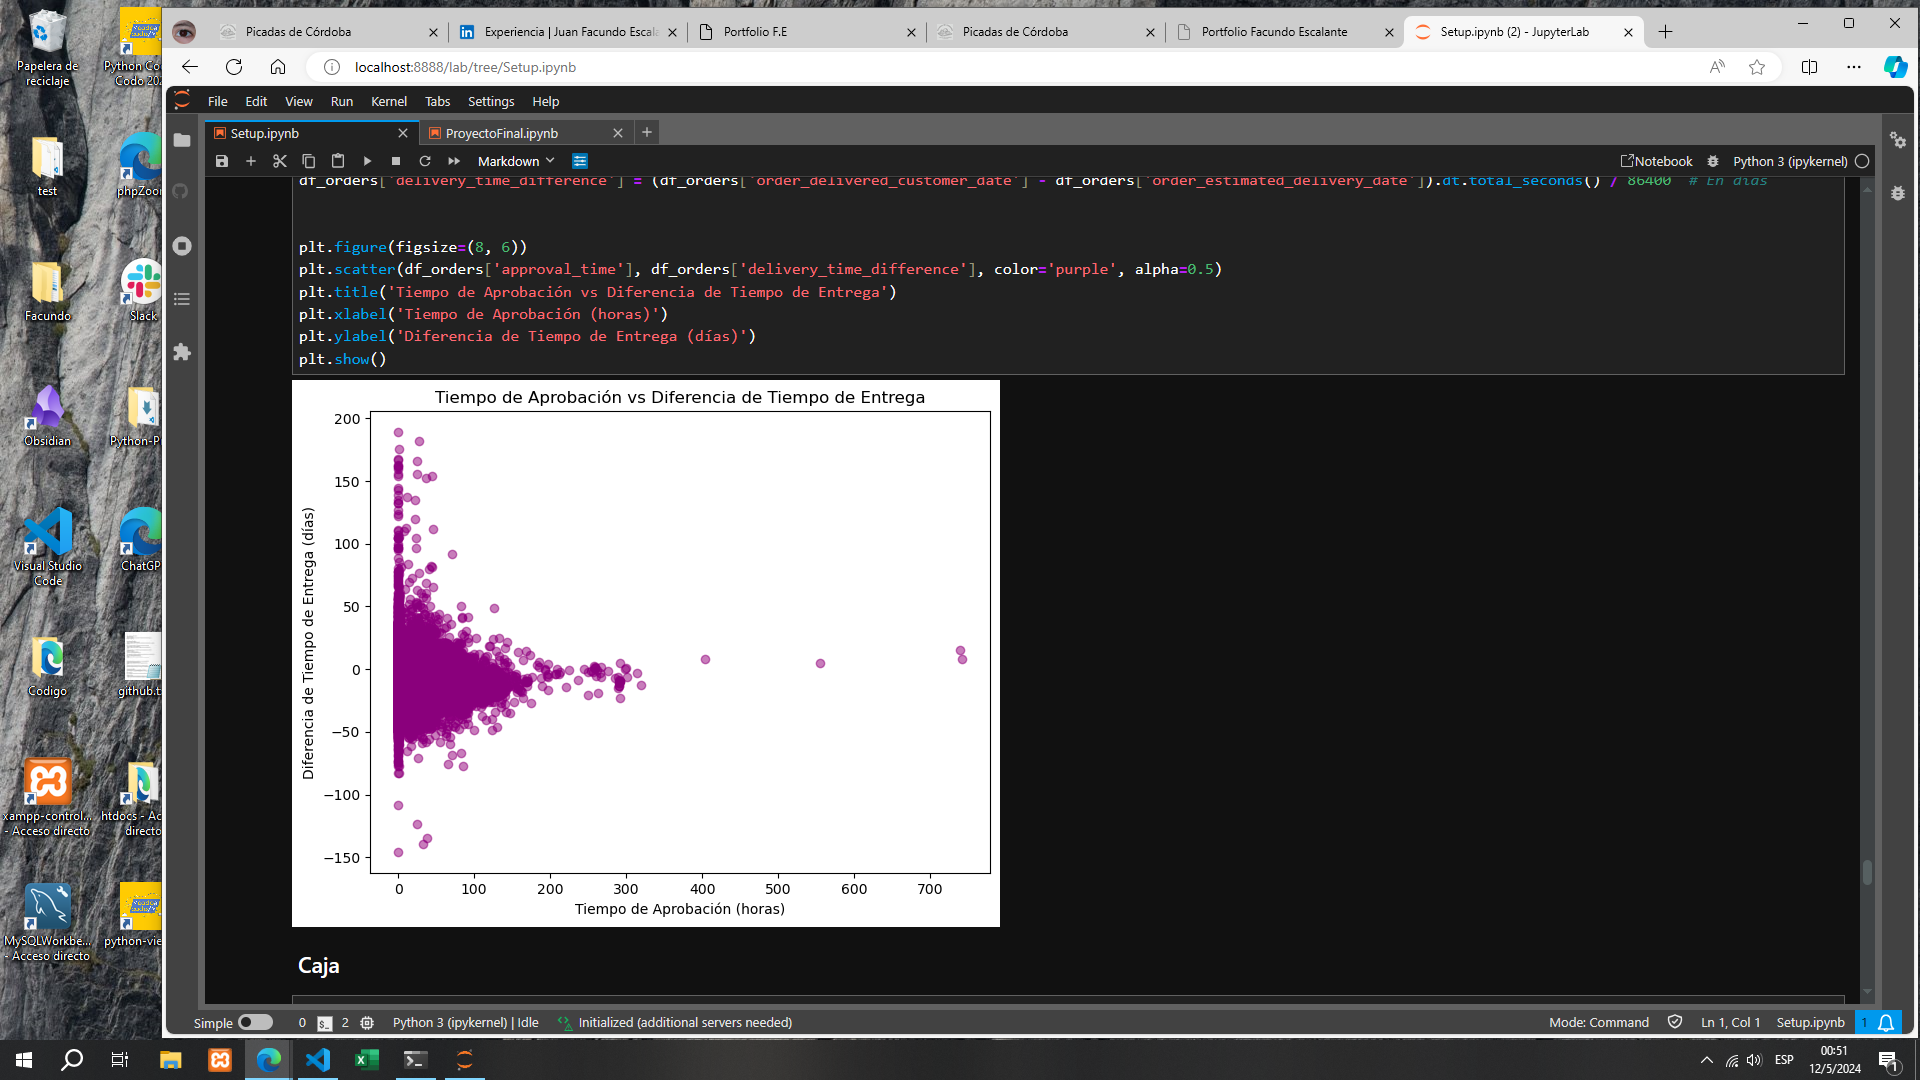 Papelera de reciclaje
test
Facundo
Obsidian
Visual Studio Code
Codigo
xampp-control... - Acceso directo
MySQLWorkbe... - Acceso directo
Python Co
Codo 20
phpZoo
Slack
Python-P
ChatGP
github.t
htdocs - Ac
directo
python-vie
Picadas de Córdoba
Experiencia | Juan Facundo Escala
Portfolio F.E
Picadas de Córdoba
Portfolio Facundo Escalante
Setup.ipynb (2) - JupyterLab
localhost:8888/lab/tree/Setup.ipynb
File Edit View Run Kernel Tabs Settings Help
Setup.ipynb
ProyectoFinal.ipynb
Markdown
Notebook
Python 3 (ipykernel)
df_orders['delivery_time_difference'] = (df_orders['order_delivered_customer_date'] - df_orders['order_estimated_delivery_date']).dt.total_seconds() / 86400  # En días
plt.figure(figsize=(8, 6))
plt.scatter(df_orders['approval_time'], df_orders['delivery_time_difference'], color='purple', alpha=0.5)
plt.title('Tiempo de Aprobación vs Diferencia de Tiempo de Entrega')
plt.xlabel('Tiempo de Aprobación (horas)')
plt.ylabel('Diferencia de Tiempo de Entrega (días)')
plt.show()
Tiempo de Aprobación vs Diferencia de Tiempo de Entrega
Diferencia de Tiempo de Entrega (días)
200
150
100
50
0
−50
−100
−150
0 100 200 300 400 500 600 700
Tiempo de Aprobación (horas)
Caja
Simple 0 2 Python 3 (ipykernel) | Idle Initialized (additional servers needed) Mode: Command Ln 1, Col 1 Setup.ipynb 1
ESP
00:51
12/5/2024
1